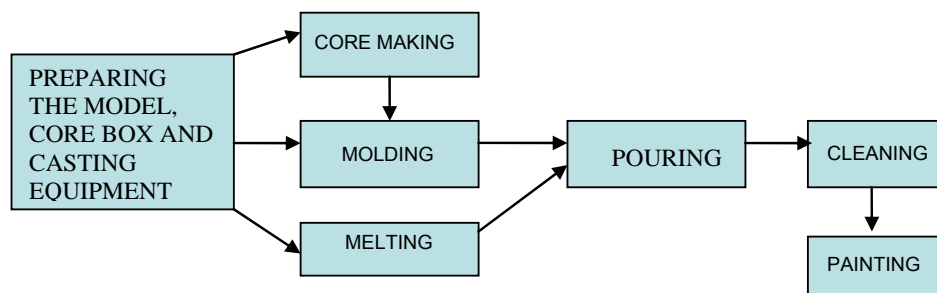 PREPARING
THE MODEL,
CORE BOX AND
CASTING
EQUIPMENT
CORE MAKING
MOLDING
MELTING
POURING
CLEANING
PAINTING